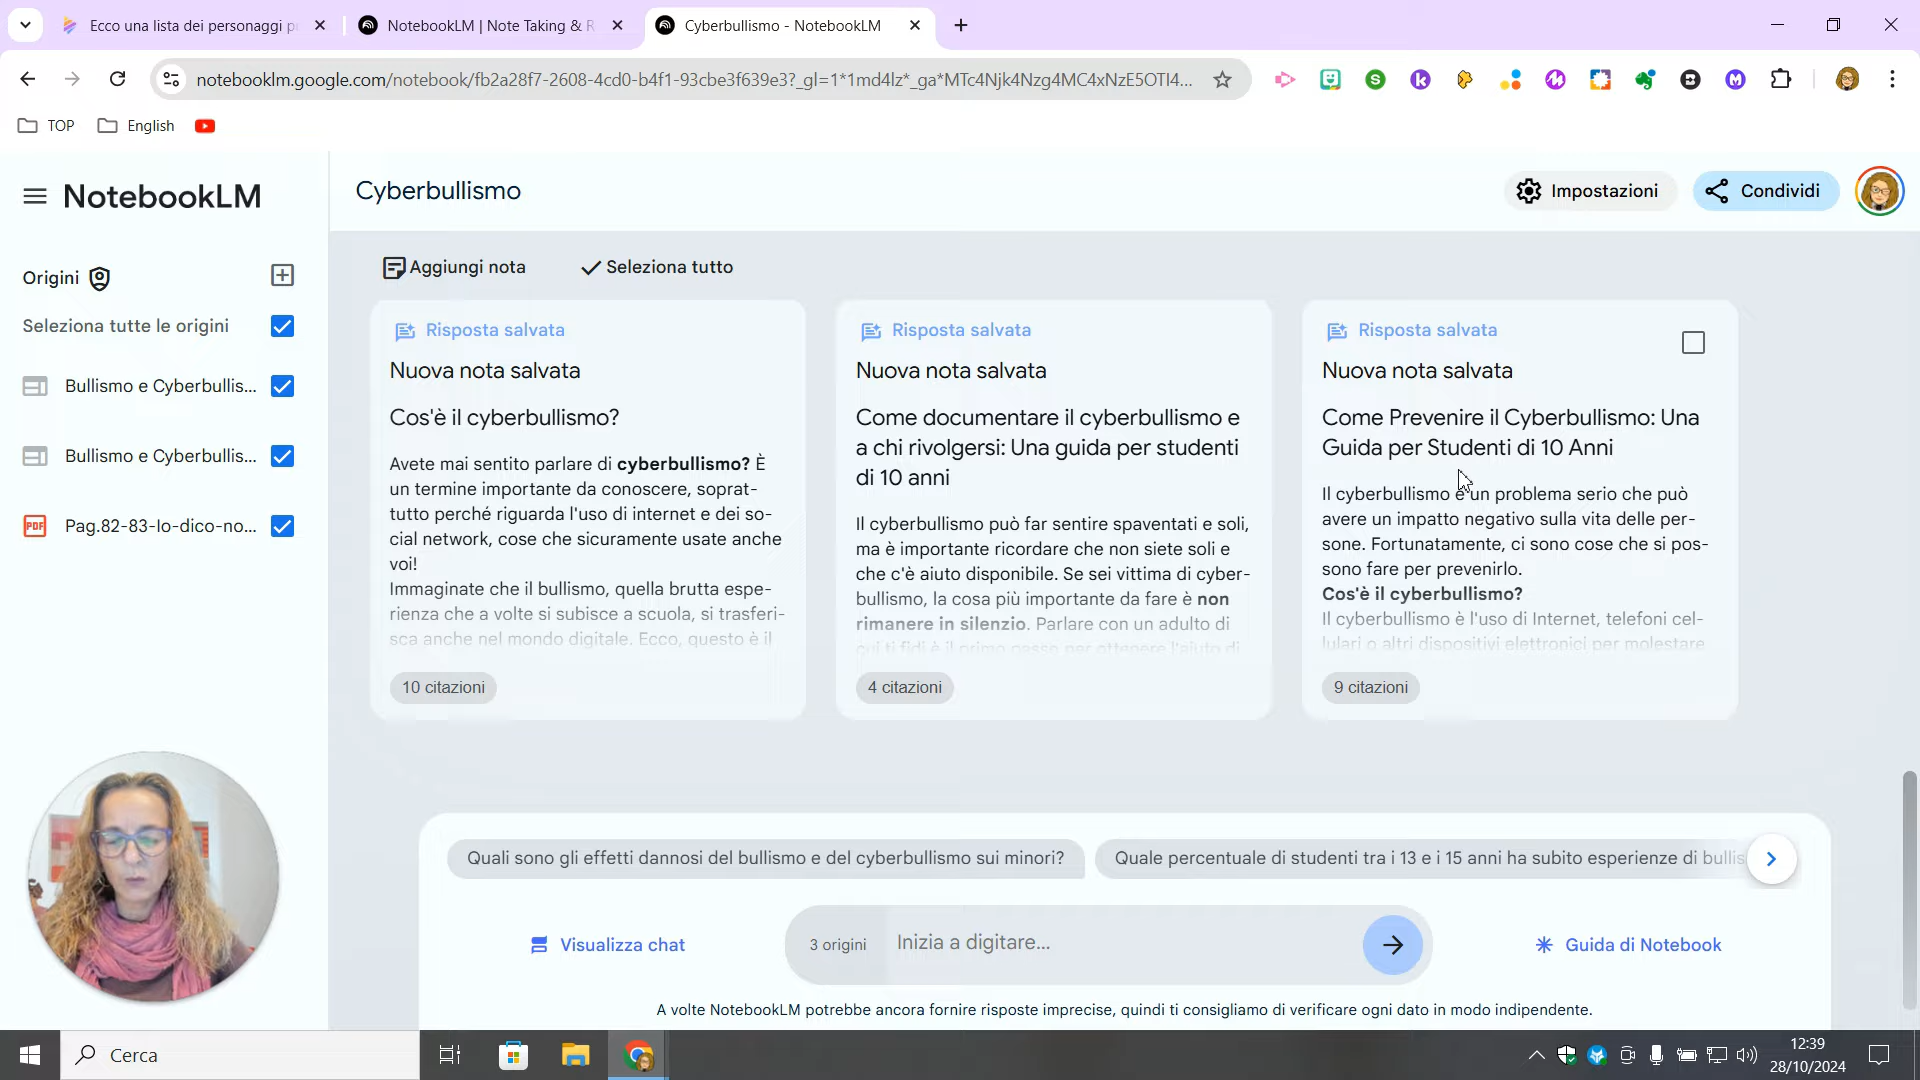 Ecco una lista dei personaggi p
NotebookLM | Note Taking & R
Cyberbullismo - NotebookLM
notebooklm.google.com/notebook/fb2a28f7-2608-4cd0-b4f1-93cbe3f639e3?_gl=1*1md4lz*_ga*MTc4Njk4Nzg4MC4xNzE5OTI4...
TOP
English
NotebookLM
Cyberbullismo
Impostazioni
Condividi
Origini
Seleziona tutte le origini
Bullismo e Cyberbullis...
Bullismo e Cyberbullis...
PDF
Pag.82-83-Io-dico-no...
Aggiungi nota
Seleziona tutto
Risposta salvata
Nuova nota salvata
Cos'è il cyberbullismo?
Avete mai sentito parlare di cyberbullismo? È
un termine importante da conoscere, soprat-
tutto perché riguarda l'uso di internet e dei so-
cial network, cose che sicuramente usate anche
voi!
Immaginate che il bullismo, quella brutta espe-
rienza che a volte si subisce a scuola, si trasferi-
sca anche nel mondo digitale. Ecco, questo è il
10 citazioni
Risposta salvata
Nuova nota salvata
Come documentare il cyberbullismo e
a chi rivolgersi: Una guida per studenti
di 10 anni
Il cyberbullismo può far sentire spaventati e soli,
ma è importante ricordare che non siete soli e
che c'è aiuto disponibile. Se sei vittima di cyber-
bullismo, la cosa più importante da fare è non
rimanere in silenzio. Parlare con un adulto di
cui ti fidi è il primo passo per ottenere l'aiuto di
4 citazioni
Risposta salvata
Nuova nota salvata
Come Prevenire il Cyberbullismo: Una
Guida per Studenti di 10 Anni
Il cyberbullismo è un problema serio che può
avere un impatto negativo sulla vita delle per-
sone. Fortunatamente, ci sono cose che si pos-
sono fare per prevenirlo.
Cos'è il cyberbullismo?
Il cyberbullismo è l'uso di Internet, telefoni cel-
lulari o altri dispositivi elettronici per molestare
9 citazioni
Quali sono gli effetti dannosi del bullismo e del cyberbullismo sui minori?
Quale percentuale di studenti tra i 13 e i 15 anni ha subito esperienze di bullis
Visualizza chat
3 origini
Inizia a digitare...
Guida di Notebook
A volte NotebookLM potrebbe ancora fornire risposte imprecise, quindi ti consigliamo di verificare ogni dato in modo indipendente.
Cerca
12:39
28/10/2024